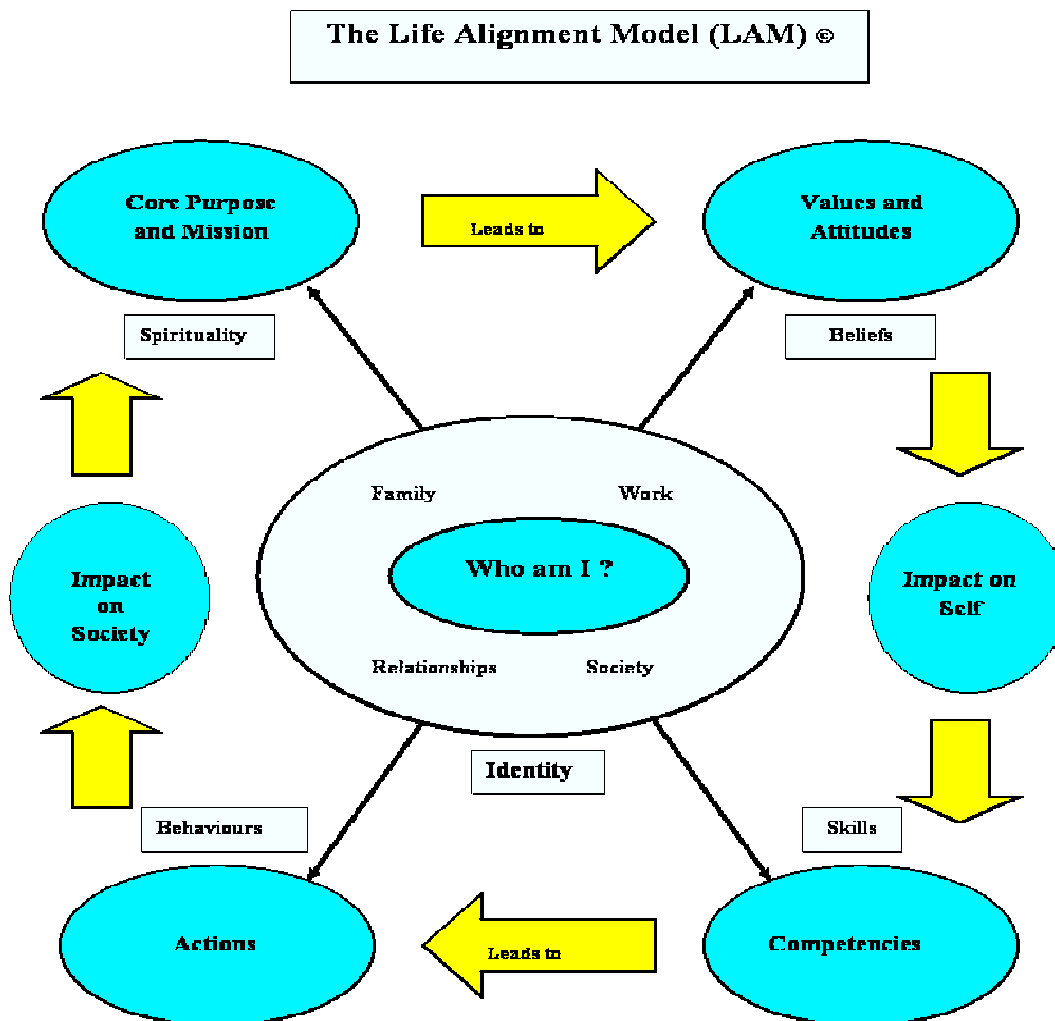 The Life Alignment Model (LAM) ©
Core Purpose
and Mission
Leads to
Values and
Attitudes
Spirituality
Beliefs
Family
Work
Who am I ?
Impact
on
Society
Impact on
Self
Relationships
Society
Identity
Behaviours
Skills
Actions
Leads to
Competencies